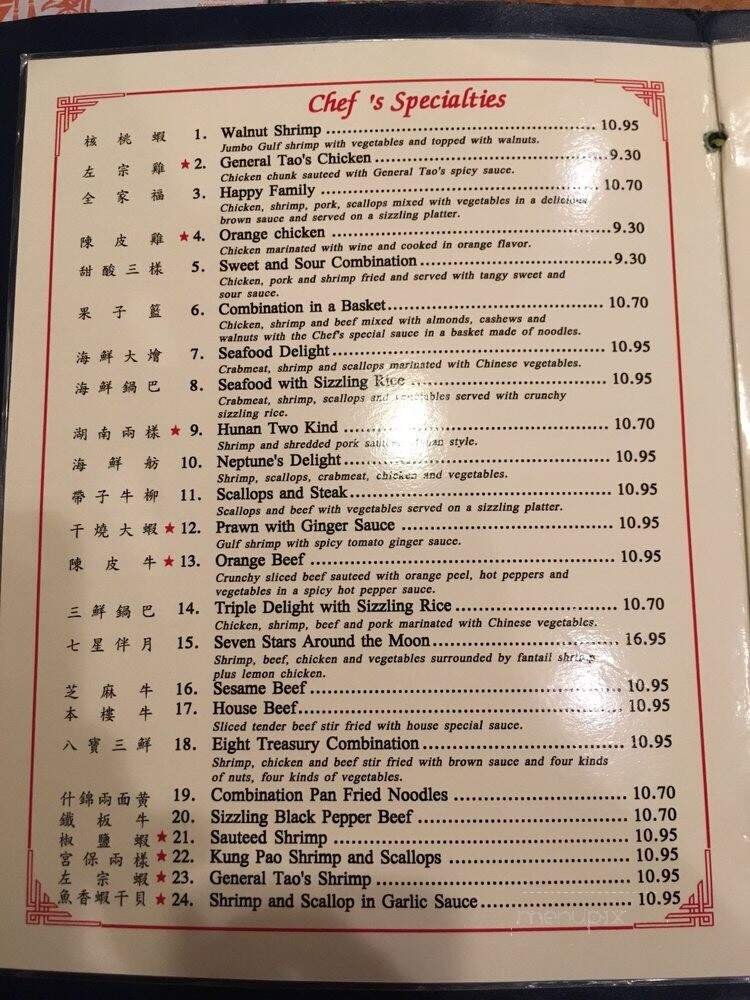 Chef 's Specialties
核桃蝦 1. Walnut Shrimp 10.95
Jumbo Gulf shrimp with vegetables and topped with walnuts.
左宗雞 ★2. General Tao's Chicken 9.30
Chicken chunk sauteed with General Tao's spicy sauce.
全家福 3. Happy Family 10.70
Chicken, shrimp, pork, scallops mixed with vegetables in a delicious
brown sauce and served on a sizzling platter.
陳皮雞 ★4. Orange chicken 9.30
Chicken marinated with wine and cooked in orange flavor.
甜酸三樣 5. Sweet and Sour Combination 9.30
Chicken, pork and shrimp fried and served with tangy sweet and
sour sauce.
果子籃 6. Combination in a Basket 10.70
Chicken, shrimp and beef mixed with almonds, cashews and
walnuts with the Chef's special sauce in a basket made of noodles.
海鮮大燴 7. Seafood Delight 10.95
Crabmeat, shrimp and scallops marinated with Chinese vegetables.
海鮮鍋巴 8. Seafood with Sizzling Rice 10.95
Crabmeat, shrimp, scallops and vegetables served with crunchy
sizzling rice.
湖南兩樣 ★ 9. Hunan Two Kind 10.70
Shrimp and shredded pork style.
海鮮舫 10. Neptune's Delight 10.95
Shrimp, scallops, crabmeat, chicken and vegetables.
帶子牛柳 11. Scallops and Steak 10.95
Scallops and beef with vegetables served on a sizzling platter.
干燒大蝦 ★ 12. Prawn with Ginger Sauce 10.95
Gulf shrimp with spicy tomato ginger sauce.
陳皮牛 ★ 13. Orange Beef 10.95
Crunchy sliced beef sauteed with orange peel, hot peppers and
vegetables in a spicy hot pepper sauce.
三鮮鍋巴 14. Triple Delight with Sizzling Rice 10.70
Chicken, shrimp, beef and pork marinated with Chinese vegetables.
七星伴月 15. Seven Stars Around the Moon 16.95
Shrimp, beef, chicken and vegetables surrounded by fantail shrimp
plus lemon chicken.
芝麻牛 16. Sesame Beef 10.95
本樓牛 17. House Beef 10.95
Sliced tender beef stir fried with house special sauce.
八寶三鮮 18. Eight Treasury Combination 10.95
Shrimp, chicken and beef stir fried with brown sauce and four kinds
of nuts, four kinds of vegetables.
什錦兩面黄 19. Combination Pan Fried Noodles 10.70
鐵板牛 20. Sizzling Black Pepper Beef 10.70
椒鹽蝦 ★ 21. Sauteed Shrimp 10.95
宮保兩樣 ★ 22. Kung Pao Shrimp and Scallops 10.95
左宗蝦 ★ 23. General Tao's Shrimp 10.95
魚香蝦干貝 ★ 24. Shrimp and Scallop in Garlic Sauce 10.95
menupix